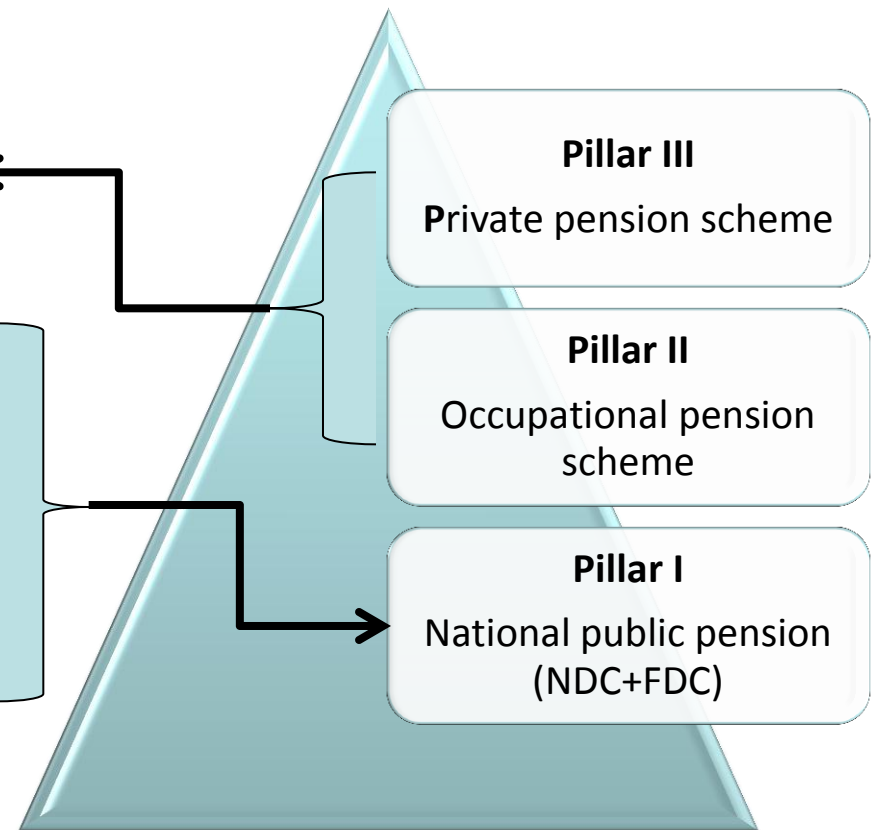 Pillar III
Private pension scheme
Pillar II
Occupational pension
scheme
Pillar I
National public pension
(NDC+FDC)